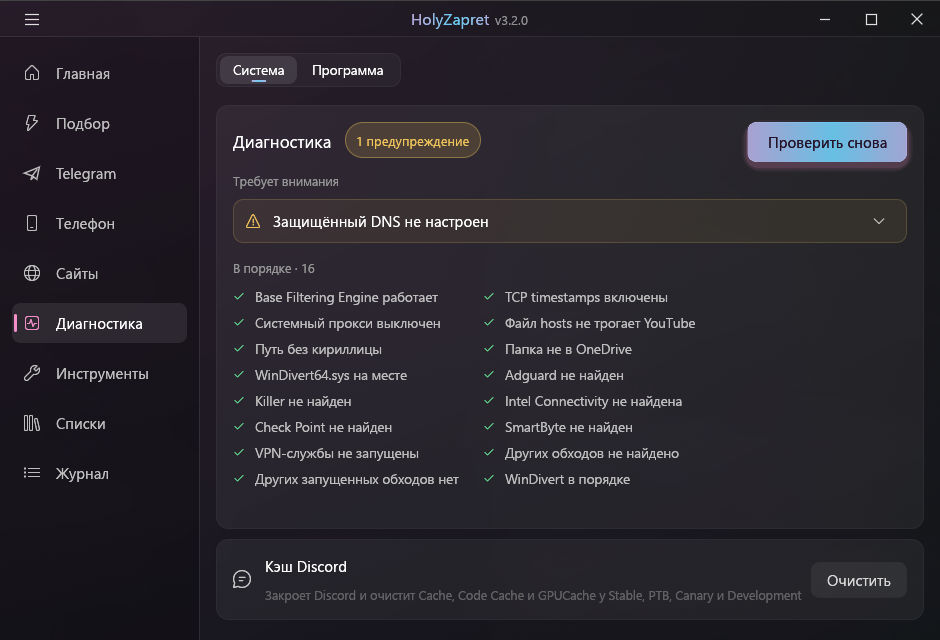 HolyZapret v3.2.0
Главная
Подбор
Telegram
Телефон
Сайты
Диагностика
Инструменты
Списки
Журнал
Система Программа
Диагностика 1 предупреждение Проверить снова
Требует внимания
Защищённый DNS не настроен
В порядке · 16
Base Filtering Engine работает
TCP timestamps включены
Системный прокси выключен
Файл hosts не трогает YouTube
Путь без кириллицы
Папка не в OneDrive
WinDivert64.sys на месте
Adguard не найден
Killer не найден
Intel Connectivity не найдена
Check Point не найден
SmartByte не найден
VPN-службы не запущены
Других обходов не найдено
Других запущенных обходов нет
WinDivert в порядке
Кэш Discord
Закроет Discord и очистит Cache, Code Cache и GPUCache у Stable, PTB, Canary и Development
Очистить